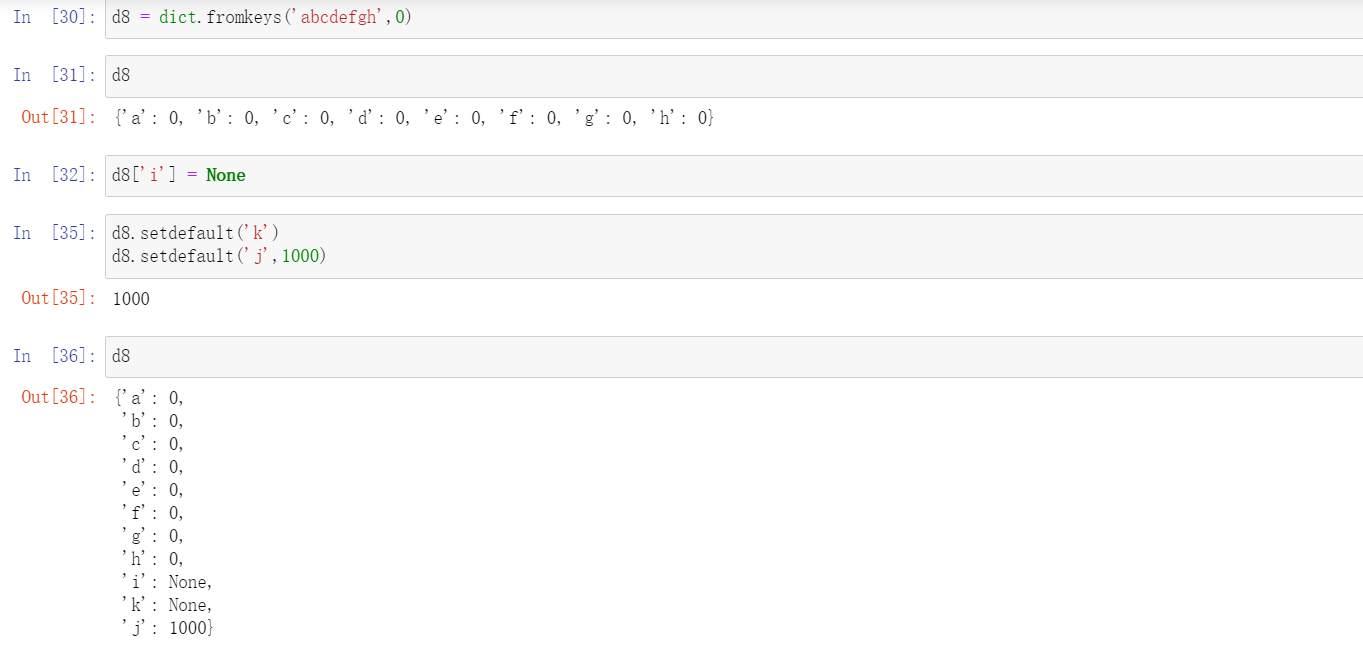 In [30]: d8 = dict.fromkeys('abcdefgh',0)
In [31]: d8
Out[31]: {'a': 0, 'b': 0, 'c': 0, 'd': 0, 'e': 0, 'f': 0, 'g': 0, 'h': 0}
In [32]: d8['i'] = None
In [35]: d8.setdefault('k')
d8.setdefault('j',1000)
Out[35]: 1000
In [36]: d8
Out[36]: {'a': 0,
'b': 0,
'c': 0,
'd': 0,
'e': 0,
'f': 0,
'g': 0,
'h': 0,
'i': None,
'k': None,
'j': 1000}